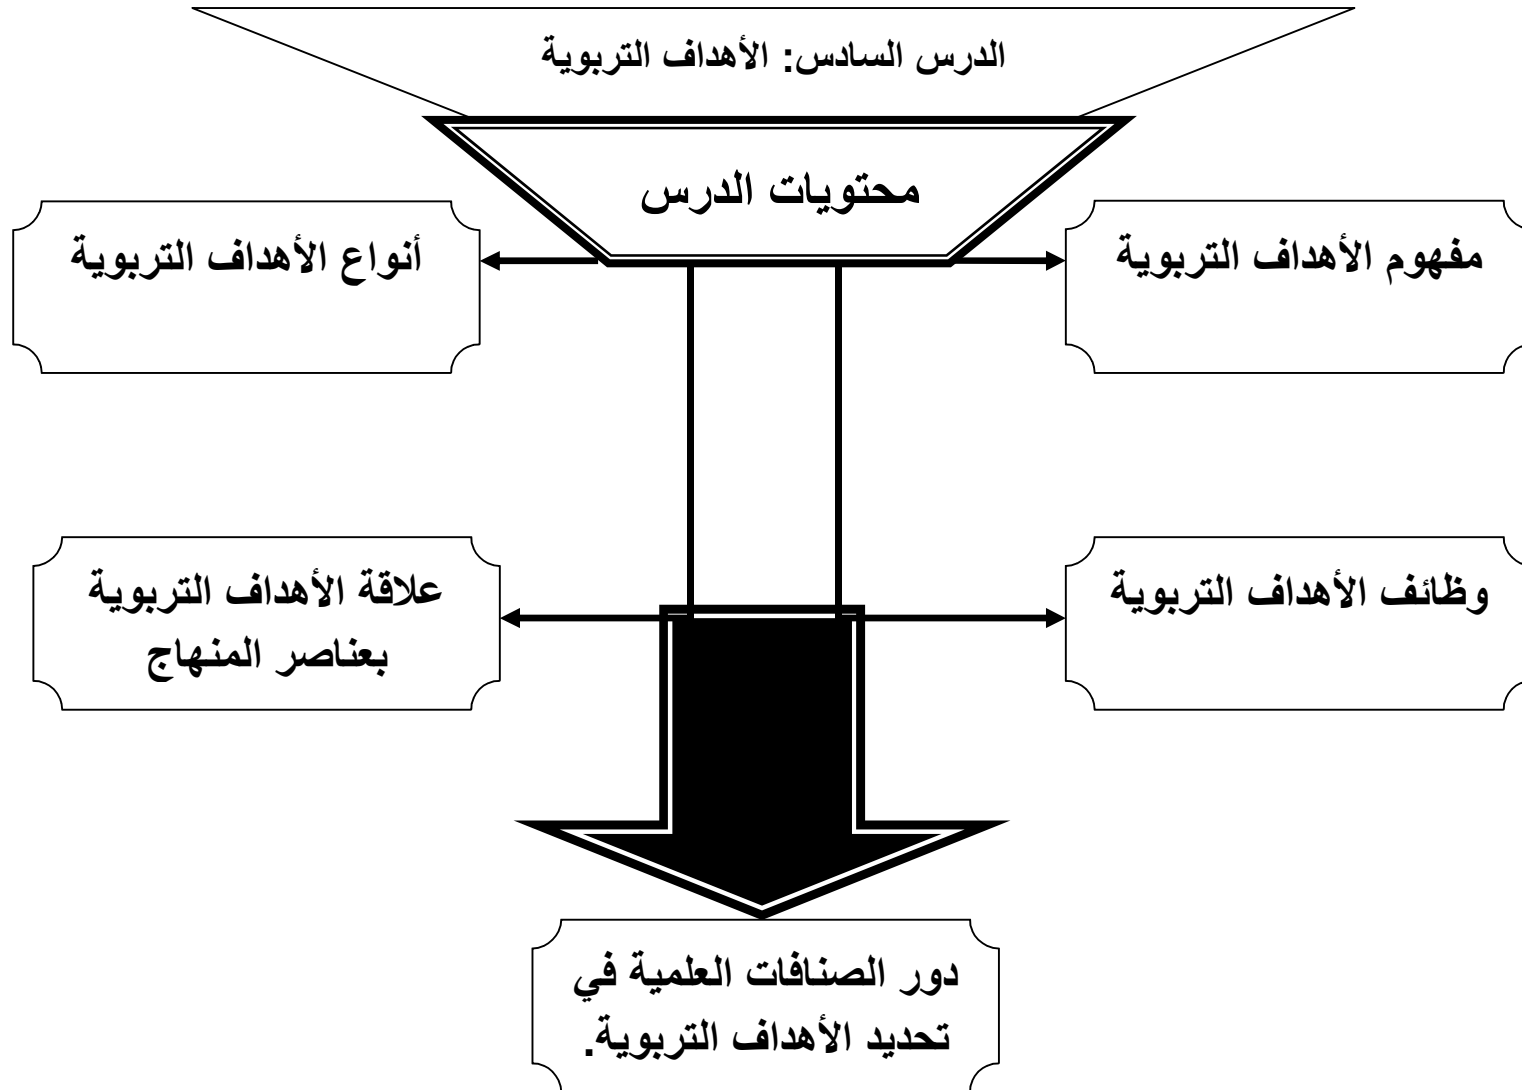 الدرس السادس: الأهداف التربوية
محتويات الدرس
مفهوم الأهداف التربوية
أنواع الأهداف التربوية
وظائف الأهداف التربوية
علاقة الأهداف التربوية
بعناصر المنهاج
دور الصنافات العلمية في
تحديد الأهداف التربوية.